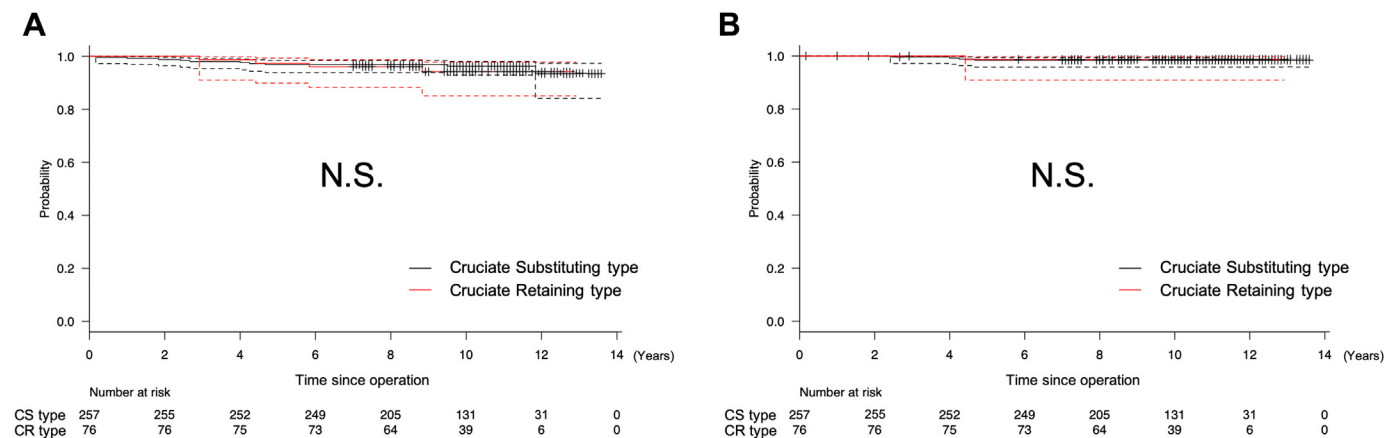 A
1.0
0.8
0.6
0.4
0.2
0.0
Probability
N.S.
Cruciate Substituting type
Cruciate Retaining type
0 2 4 6 8 10 12 14 (Years)
Time since operation
Number at risk
CS type 257 255 252 249 205 131 31 0
CR type 76 76 75 73 64 39 6 0
B
1.0
0.8
0.6
0.4
0.2
0.0
Probability
N.S.
Cruciate Substituting type
Cruciate Retaining type
0 2 4 6 8 10 12 14 (Years)
Time since operation
Number at risk
CS type 257 255 252 249 205 131 31 0
CR type 76 76 75 73 64 39 6 0